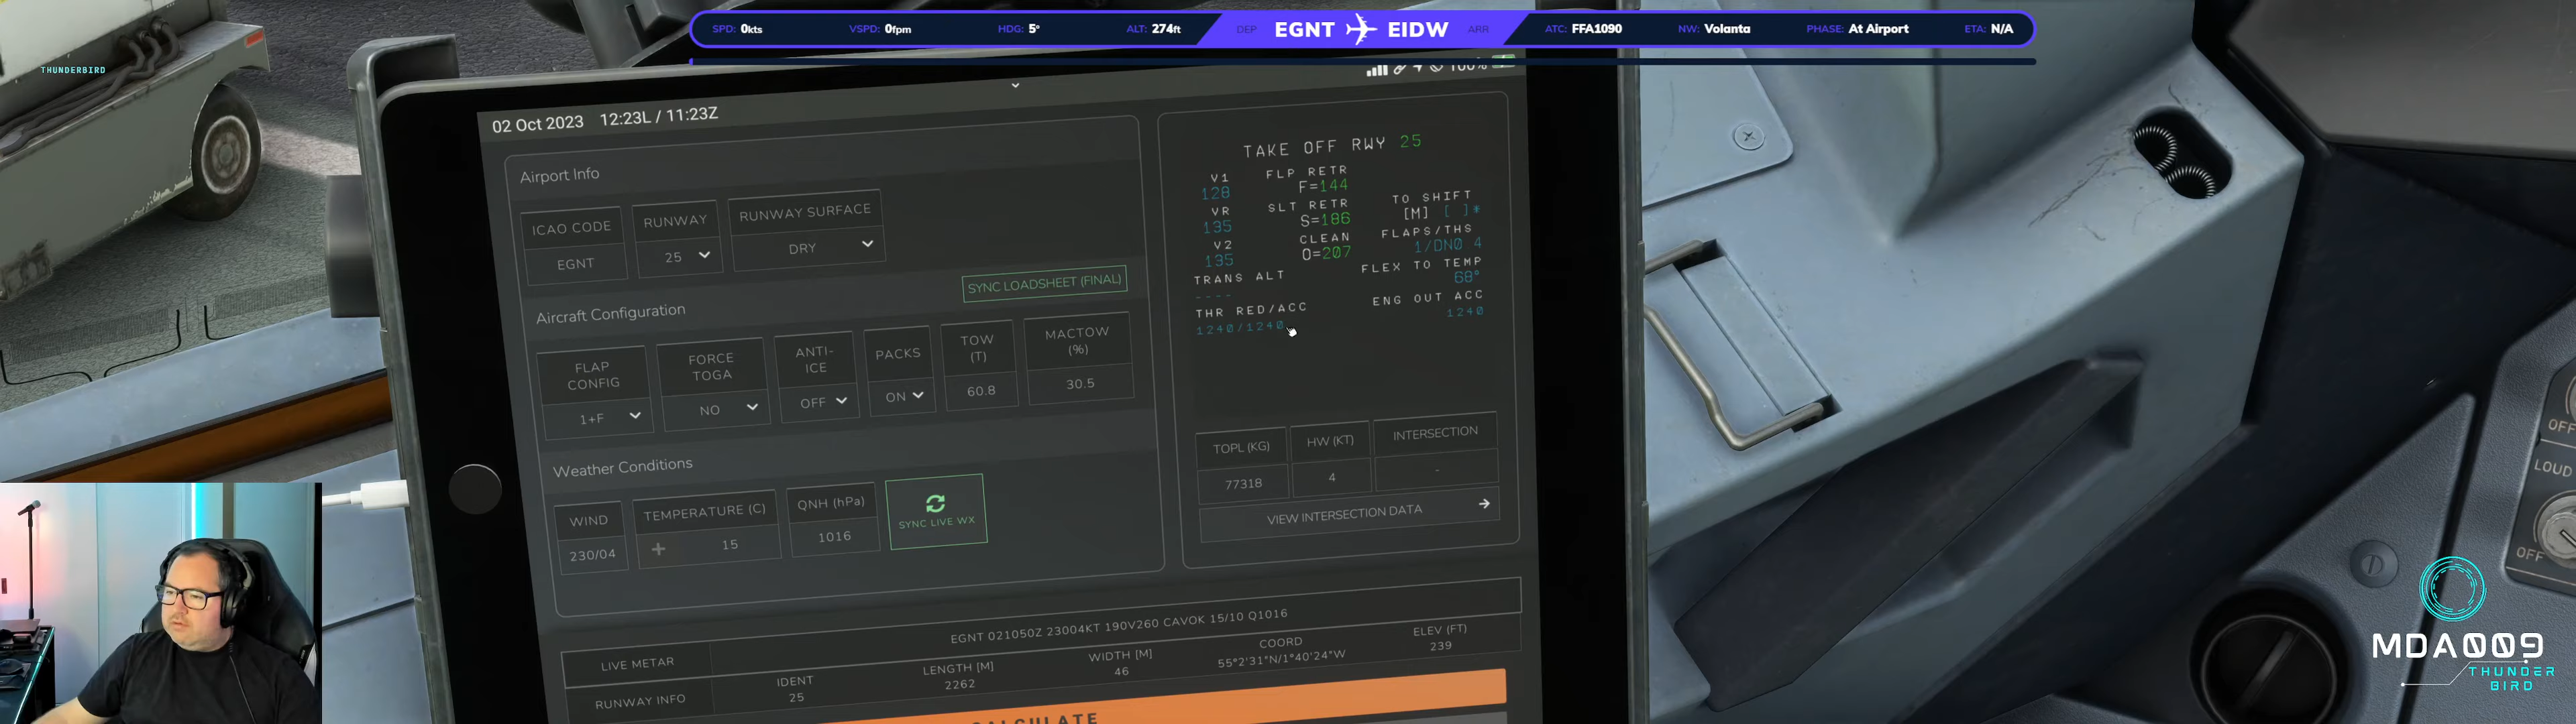 SPD: 0kts VSPD: 0fpm HDG: 5° ALT: 274ft DEP EGNT EIDW ARR ATC: FFA1090 NW: Volanta PHASE: At Airport ETA: N/A
THUNDERBIRD
02 Oct 2023 12:23L / 11:23Z
100%
Airport Info
ICAO CODE RUNWAY RUNWAY SURFACE
EGNT 25 DRY
SYNC LOADSHEET (FINAL)
Aircraft Configuration
FLAP CONFIG FORCE TOGA ANTI-ICE PACKS TOW (T) MACTOW (%)
1+F NO OFF ON 60.8 30.5
Weather Conditions
WIND TEMPERATURE (C) QNH (hPa)
230/04 + 15 1016
SYNC LIVE WX
TAKE OFF RWY 25
V1 FLP RETR
128 F=144
VR SLT RETR TO SHIFT
135 S=186 [M] [ ]*
V2 CLEAN FLAPS/THS
135 O=207 1/DN0 4
TRANS ALT FLEX TO TEMP
---- 68°
THR RED/ACC ENG OUT ACC
1240/1240 1240
TOPL (KG) HW (KT) INTERSECTION
77318 4 -
VIEW INTERSECTION DATA
LIVE METAR EGNT 021050Z 23004KT 190V260 CAVOK 15/10 Q1016
RUNWAY INFO IDENT LENGTH [M] WIDTH [M] COORD ELEV (FT)
25 2262 46 55°2'31"N/1°40'24"W 239
CALCULATE
OFF
LOUD
OFF
MDA009
THUNDER
BIRD